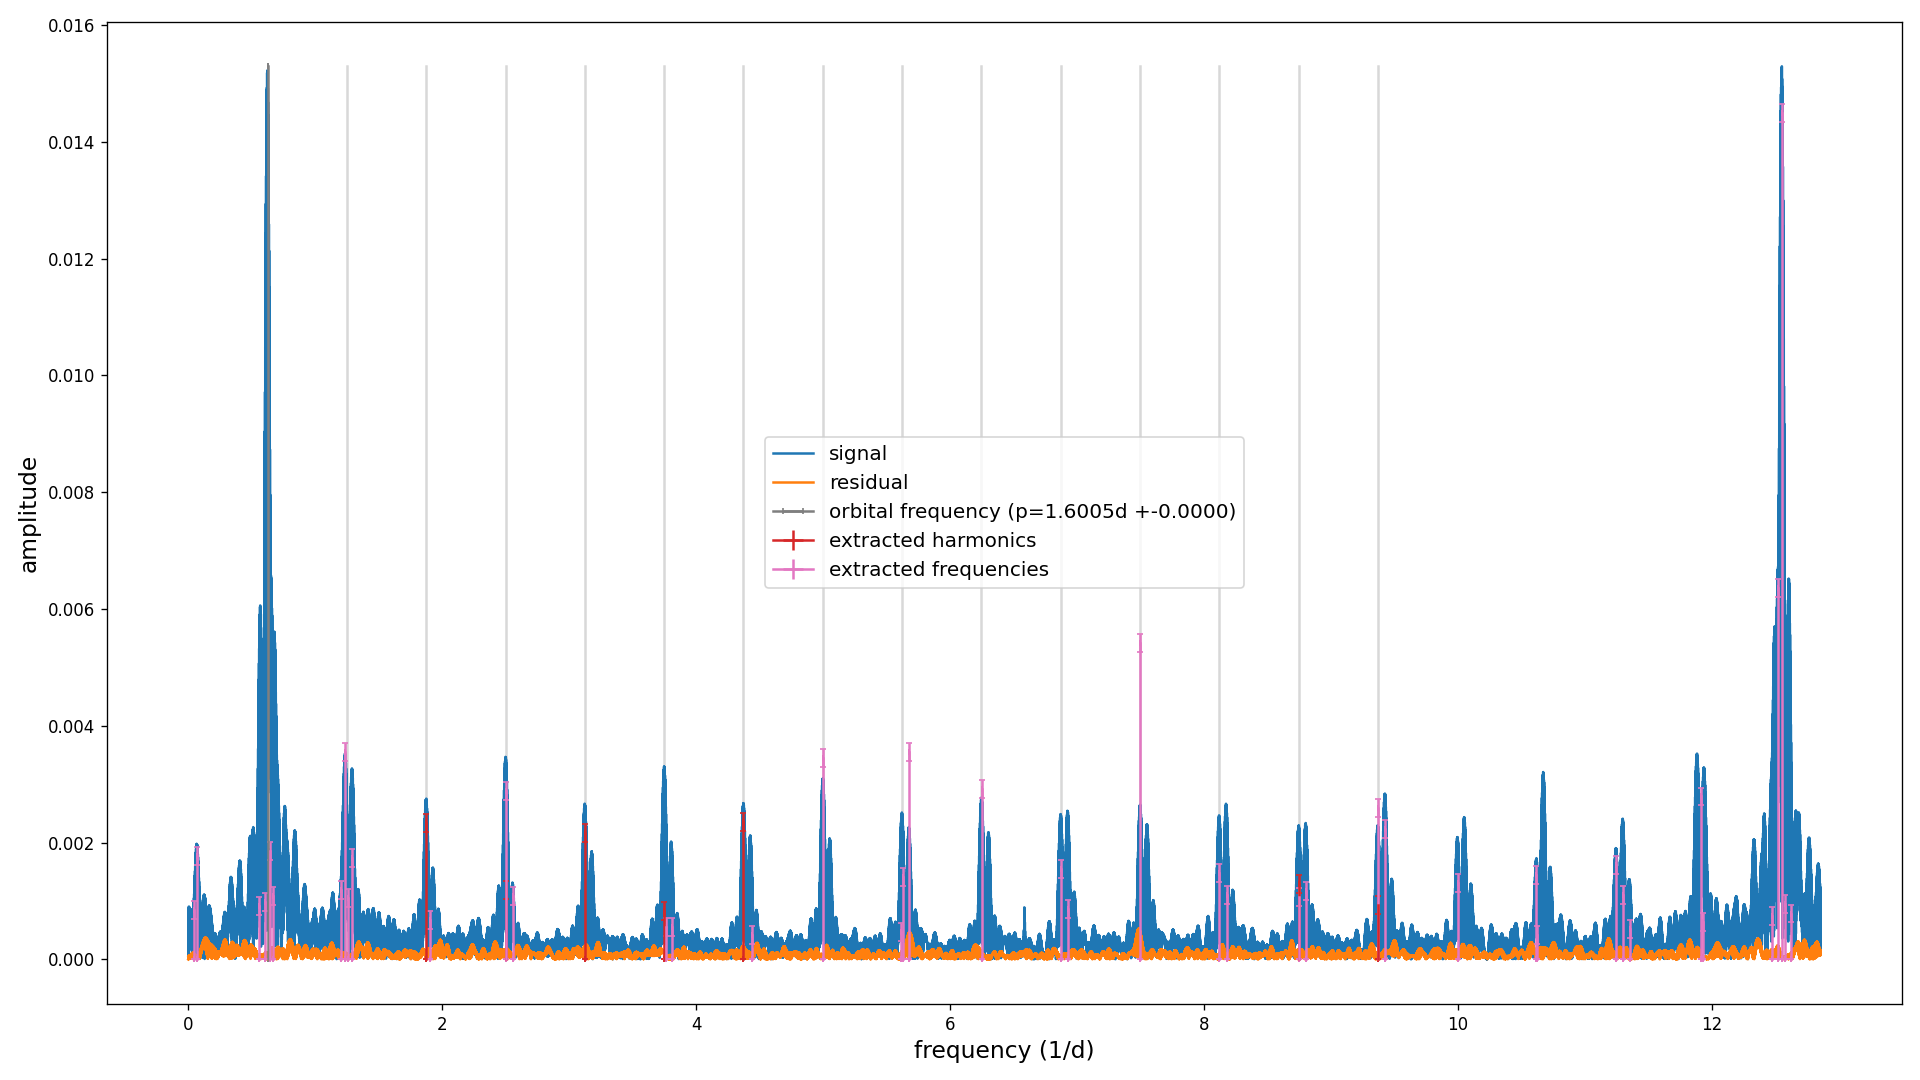 0.016
0.014
0.012
0.010
0.008
0.006
0.004
0.002
0.000
amplitude
signal
residual
orbital frequency (p=1.6005d +-0.0000)
extracted harmonics
extracted frequencies
0 2 4 6 8 10 12
frequency (1/d)